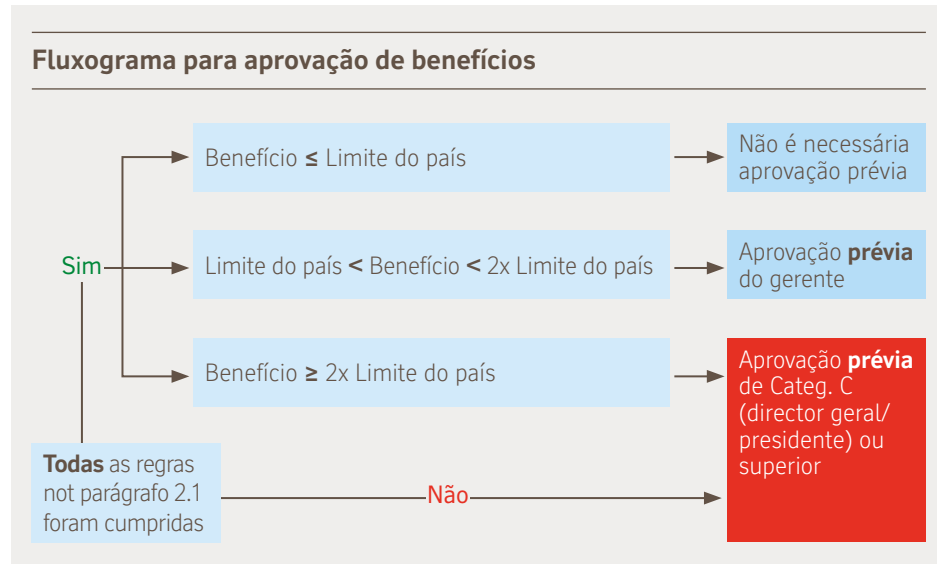 Fluxograma para aprovação de benefícios
Benefício ≤ Limite do país
Não é necessária
aprovação prévia
Sim
Limite do país < Benefício < 2x Limite do país
Aprovação prévia
do gerente
Benefício ≥ 2x Limite do país
Aprovação prévia
de Categ. C
(director geral/
presidente) ou
superior
Todas as regras
not parágrafo 2.1
foram cumpridas
Não